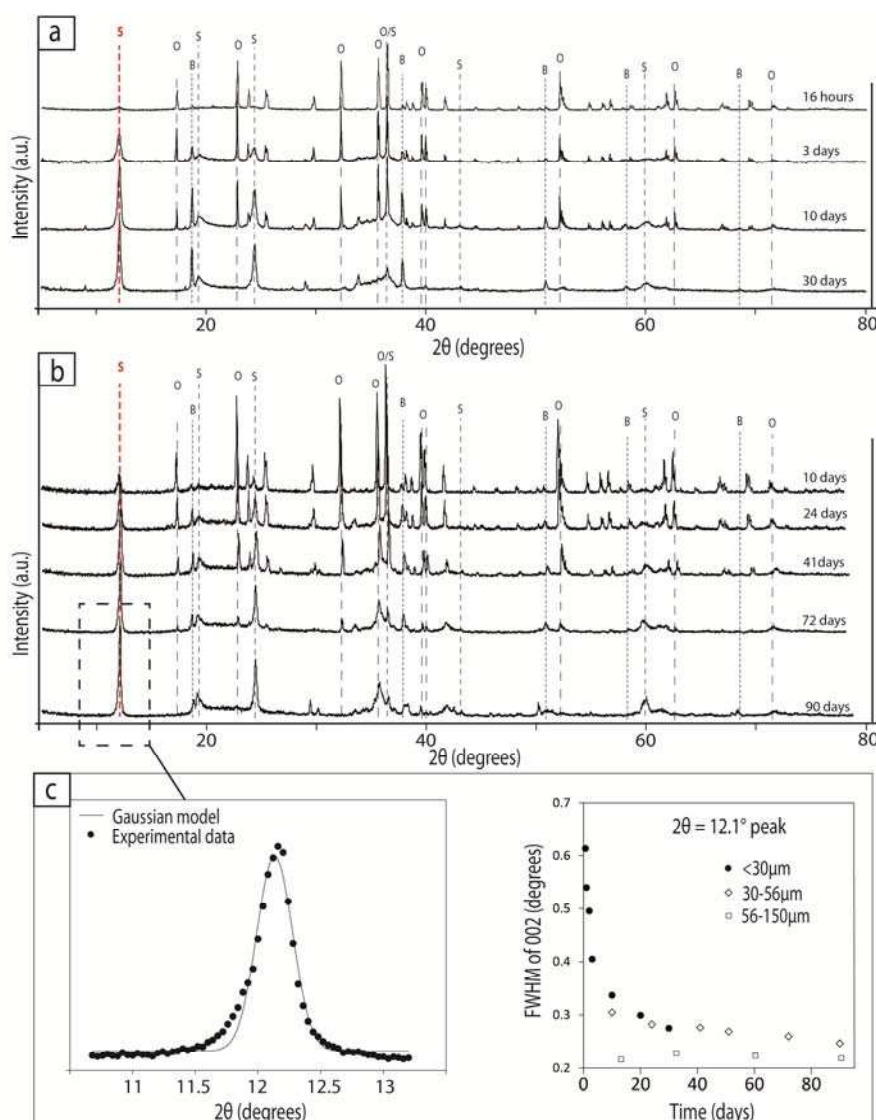 a
S O B S O S O O O/S B O S B O B S O B O
16 hours
3 days
10 days
30 days
Intensity (a.u.)
20 40 60 80
2θ (degrees)
b
S O B S O S O O O/S B O S B O B S O B O
10 days
24 days
41days
72 days
90 days
Intensity (a.u.)
20 40 60 80
2θ (degrees)
c
Gaussian model
Experimental data
11 11.5 12 12.5 13
2θ (degrees)
2θ = 12.1° peak
<30μm
30-56μm
56-150μm
FWHM of 002 (degrees)
0.7
0.6
0.5
0.4
0.3
0.2
0 20 40 60 80
Time (days)